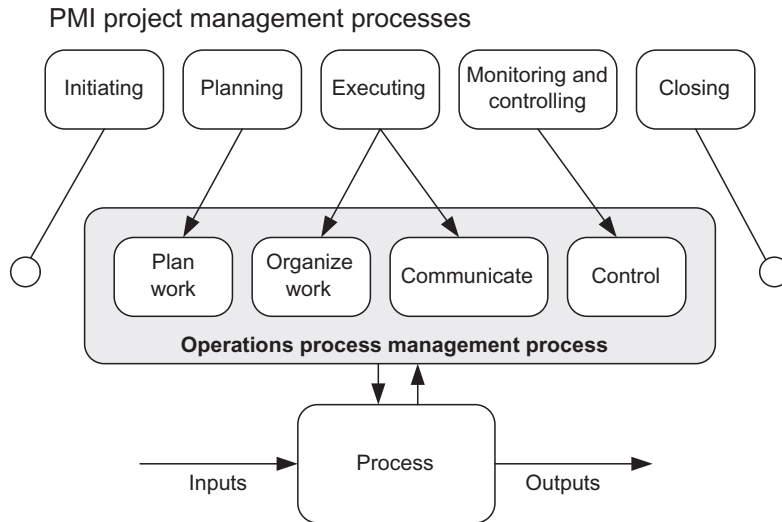 PMI project management processes
Initiating
Planning
Executing
Monitoring and
controlling
Closing
Plan
work
Organize
work
Communicate
Control
Operations process management process
Process
Inputs
Outputs